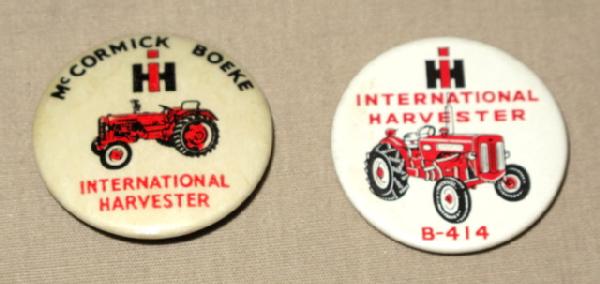 McCORMICK BOEKE
IH
INTERNATIONAL
HARVESTER
IH
INTERNATIONAL
HARVESTER
B-414